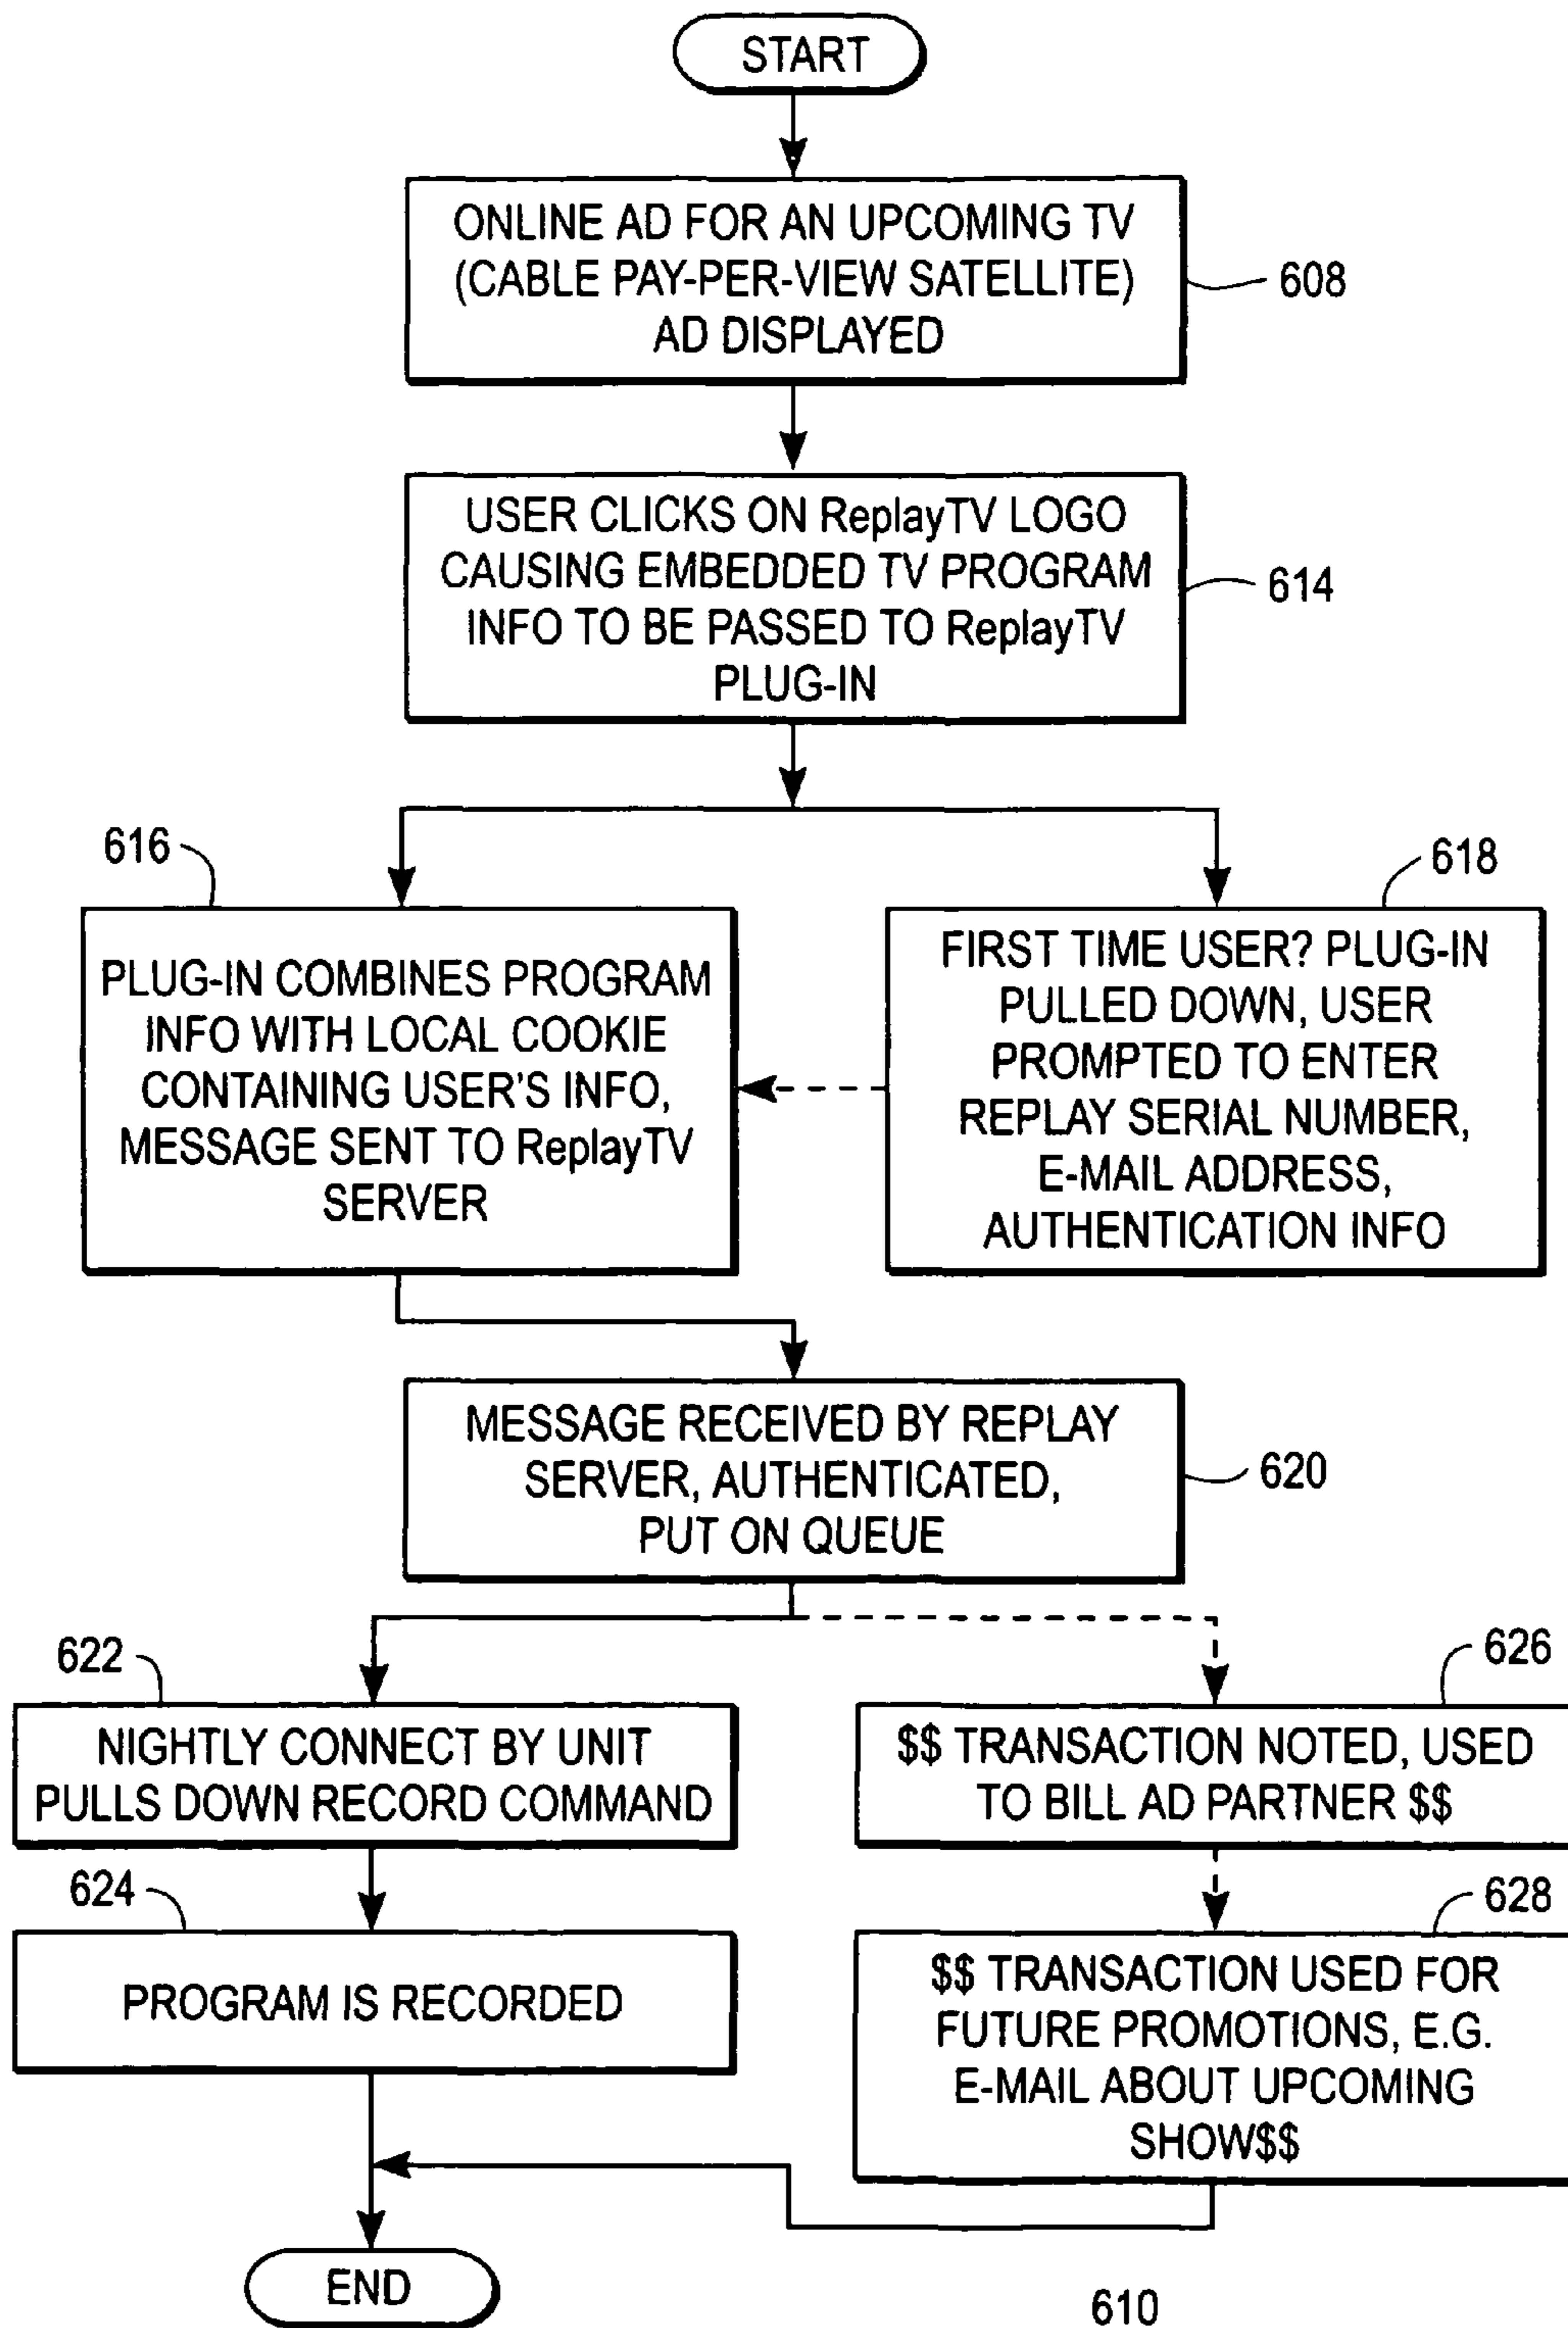 START
ONLINE AD FOR AN UPCOMING TV
(CABLE PAY-PER-VIEW SATELLITE)
AD DISPLAYED
608
USER CLICKS ON ReplayTV LOGO
CAUSING EMBEDDED TV PROGRAM
INFO TO BE PASSED TO ReplayTV
PLUG-IN
614
616
PLUG-IN COMBINES PROGRAM
INFO WITH LOCAL COOKIE
CONTAINING USER'S INFO,
MESSAGE SENT TO ReplayTV
SERVER
618
FIRST TIME USER? PLUG-IN
PULLED DOWN, USER
PROMPTED TO ENTER
REPLAY SERIAL NUMBER,
E-MAIL ADDRESS,
AUTHENTICATION INFO
MESSAGE RECEIVED BY REPLAY
SERVER, AUTHENTICATED,
PUT ON QUEUE
620
622
NIGHTLY CONNECT BY UNIT
PULLS DOWN RECORD COMMAND
626
$$ TRANSACTION NOTED, USED
TO BILL AD PARTNER $$
624
PROGRAM IS RECORDED
628
$$ TRANSACTION USED FOR
FUTURE PROMOTIONS, E.G.
E-MAIL ABOUT UPCOMING
SHOW$$
END
610